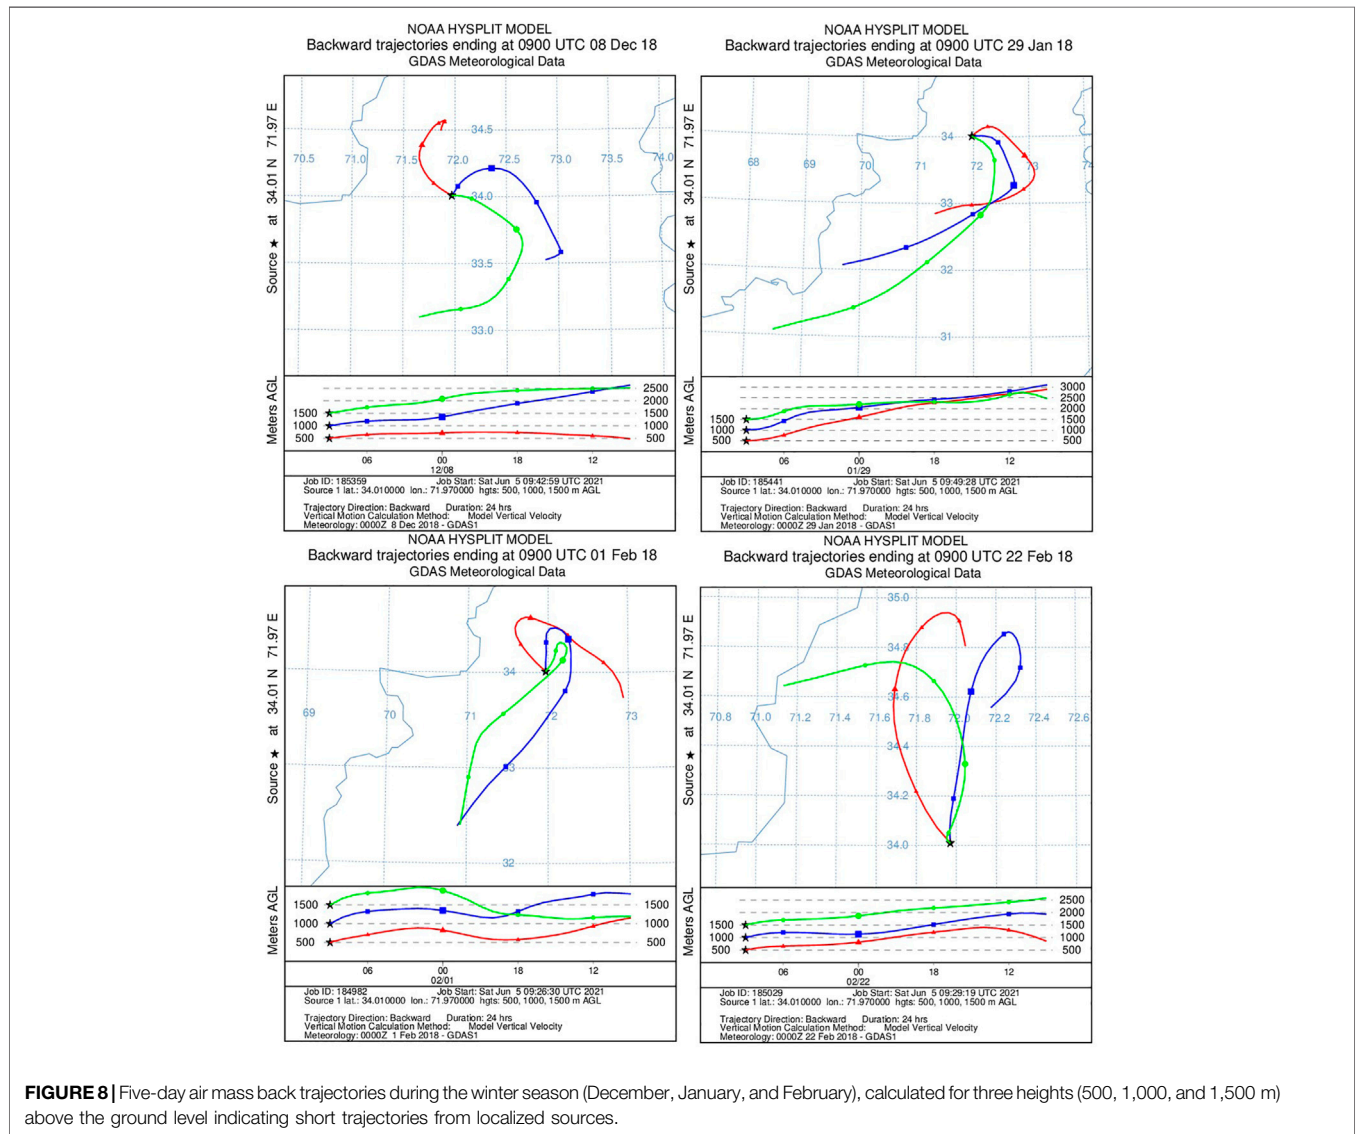 NOAA HYSPLIT MODEL
Backward trajectories ending at 0900 UTC 08 Dec 18
GDAS Meteorological Data
Source ★ at 34.01 N 71.97 E
34.5
70.5 71.0 71.5 72.0 72.5 73.0 73.5 74.0
34.0
33.5
33.0
Meters AGL
2500
2000
1500 1500
1000 1000
500 500
06 00 18 12
12/08
Job ID: 185359 Job Start: Sat Jun 5 09:42:59 UTC 2021
Source 1 lat.: 34.010000 lon.: 71.970000 hgts: 500, 1000, 1500 m AGL
Trajectory Direction: Backward Duration: 24 hrs
Vertical Motion Calculation Method: Model Vertical Velocity
Meteorology: 0000Z 8 Dec 2018 - GDAS1
NOAA HYSPLIT MODEL
Backward trajectories ending at 0900 UTC 29 Jan 18
GDAS Meteorological Data
Source ★ at 34.01 N 71.97 E
34
68 69 70 71 72 73 74
33
32
31
Meters AGL
3000
2500
2000
1500 1500
1000 1000
500 500
06 00 18 12
01/29
Job ID: 185441 Job Start: Sat Jun 5 09:49:28 UTC 2021
Source 1 lat.: 34.010000 lon.: 71.970000 hgts: 500, 1000, 1500 m AGL
Trajectory Direction: Backward Duration: 24 hrs
Vertical Motion Calculation Method: Model Vertical Velocity
Meteorology: 0000Z 29 Jan 2018 - GDAS1
NOAA HYSPLIT MODEL
Backward trajectories ending at 0900 UTC 01 Feb 18
GDAS Meteorological Data
Source ★ at 34.01 N 71.97 E
34
69 70 71 72 73
33
32
Meters AGL
1500 1500
1000 1000
500 500
06 00 18 12
02/01
Job ID: 184982 Job Start: Sat Jun 5 09:26:30 UTC 2021
Source 1 lat.: 34.010000 lon.: 71.970000 hgts: 500, 1000, 1500 m AGL
Trajectory Direction: Backward Duration: 24 hrs
Vertical Motion Calculation Method: Model Vertical Velocity
Meteorology: 0000Z 1 Feb 2018 - GDAS1
NOAA HYSPLIT MODEL
Backward trajectories ending at 0900 UTC 22 Feb 18
GDAS Meteorological Data
Source ★ at 34.01 N 71.97 E
35.0
34.8
34.6
70.8 71.0 71.2 71.4 71.6 71.8 72.0 72.2 72.4 72.6
34.4
34.2
34.0
Meters AGL
2500
2000
1500 1500
1000 1000
500 500
06 00 18 12
02/22
Job ID: 185029 Job Start: Sat Jun 5 09:29:19 UTC 2021
Source 1 lat.: 34.010000 lon.: 71.970000 hgts: 500, 1000, 1500 m AGL
Trajectory Direction: Backward Duration: 24 hrs
Vertical Motion Calculation Method: Model Vertical Velocity
Meteorology: 0000Z 22 Feb 2018 - GDAS1
FIGURE 8 | Five-day air mass back trajectories during the winter season (December, January, and February), calculated for three heights (500, 1,000, and 1,500 m)
above the ground level indicating short trajectories from localized sources.